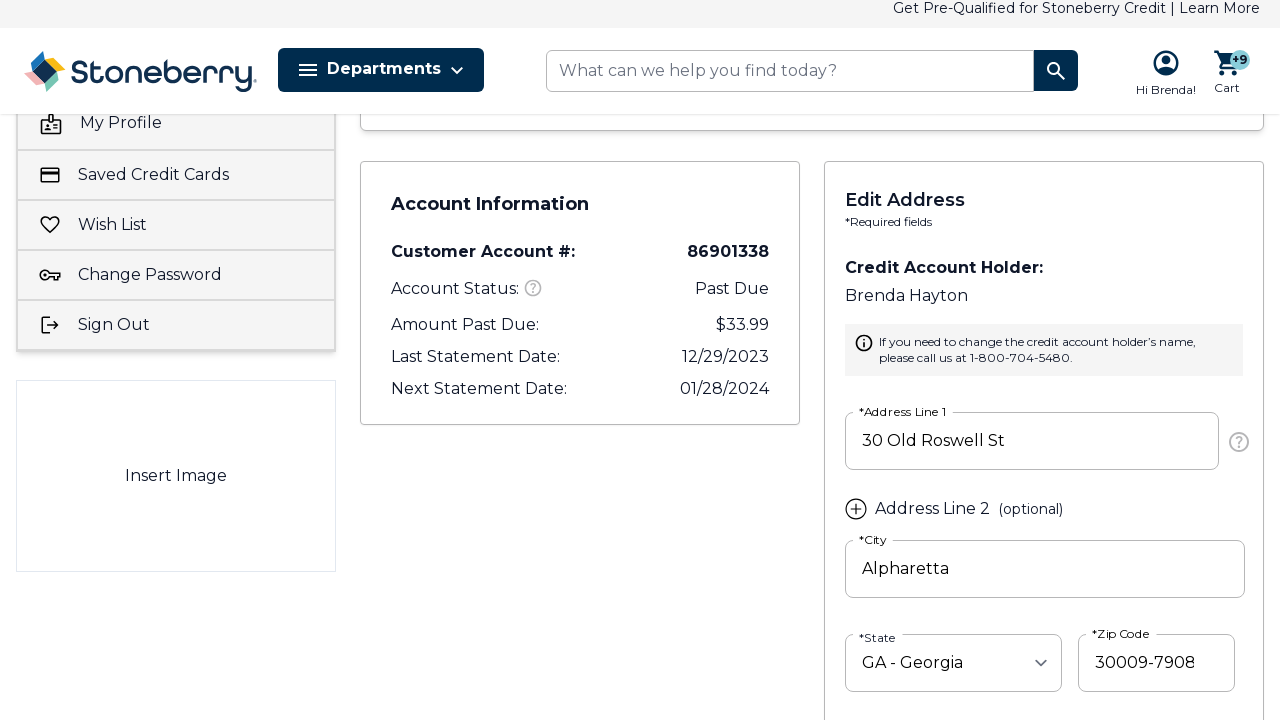 Get Pre-Qualified for Stoneberry Credit | Learn More
Stoneberry®
Departments
What can we help you find today?
Hi Brenda!
+9
Cart
My Profile
Saved Credit Cards
Wish List
Change Password
Sign Out
Insert Image
Account Information
Customer Account #: 86901338
Account Status: ? Past Due
Amount Past Due: $33.99
Last Statement Date: 12/29/2023
Next Statement Date: 01/28/2024
Edit Address
*Required fields
Credit Account Holder:
Brenda Hayton
If you need to change the credit account holder's name,
please call us at 1-800-704-5480.
*Address Line 1
30 Old Roswell St
?
Address Line 2 (optional)
*City
Alpharetta
*State
GA - Georgia
*Zip Code
30009-7908